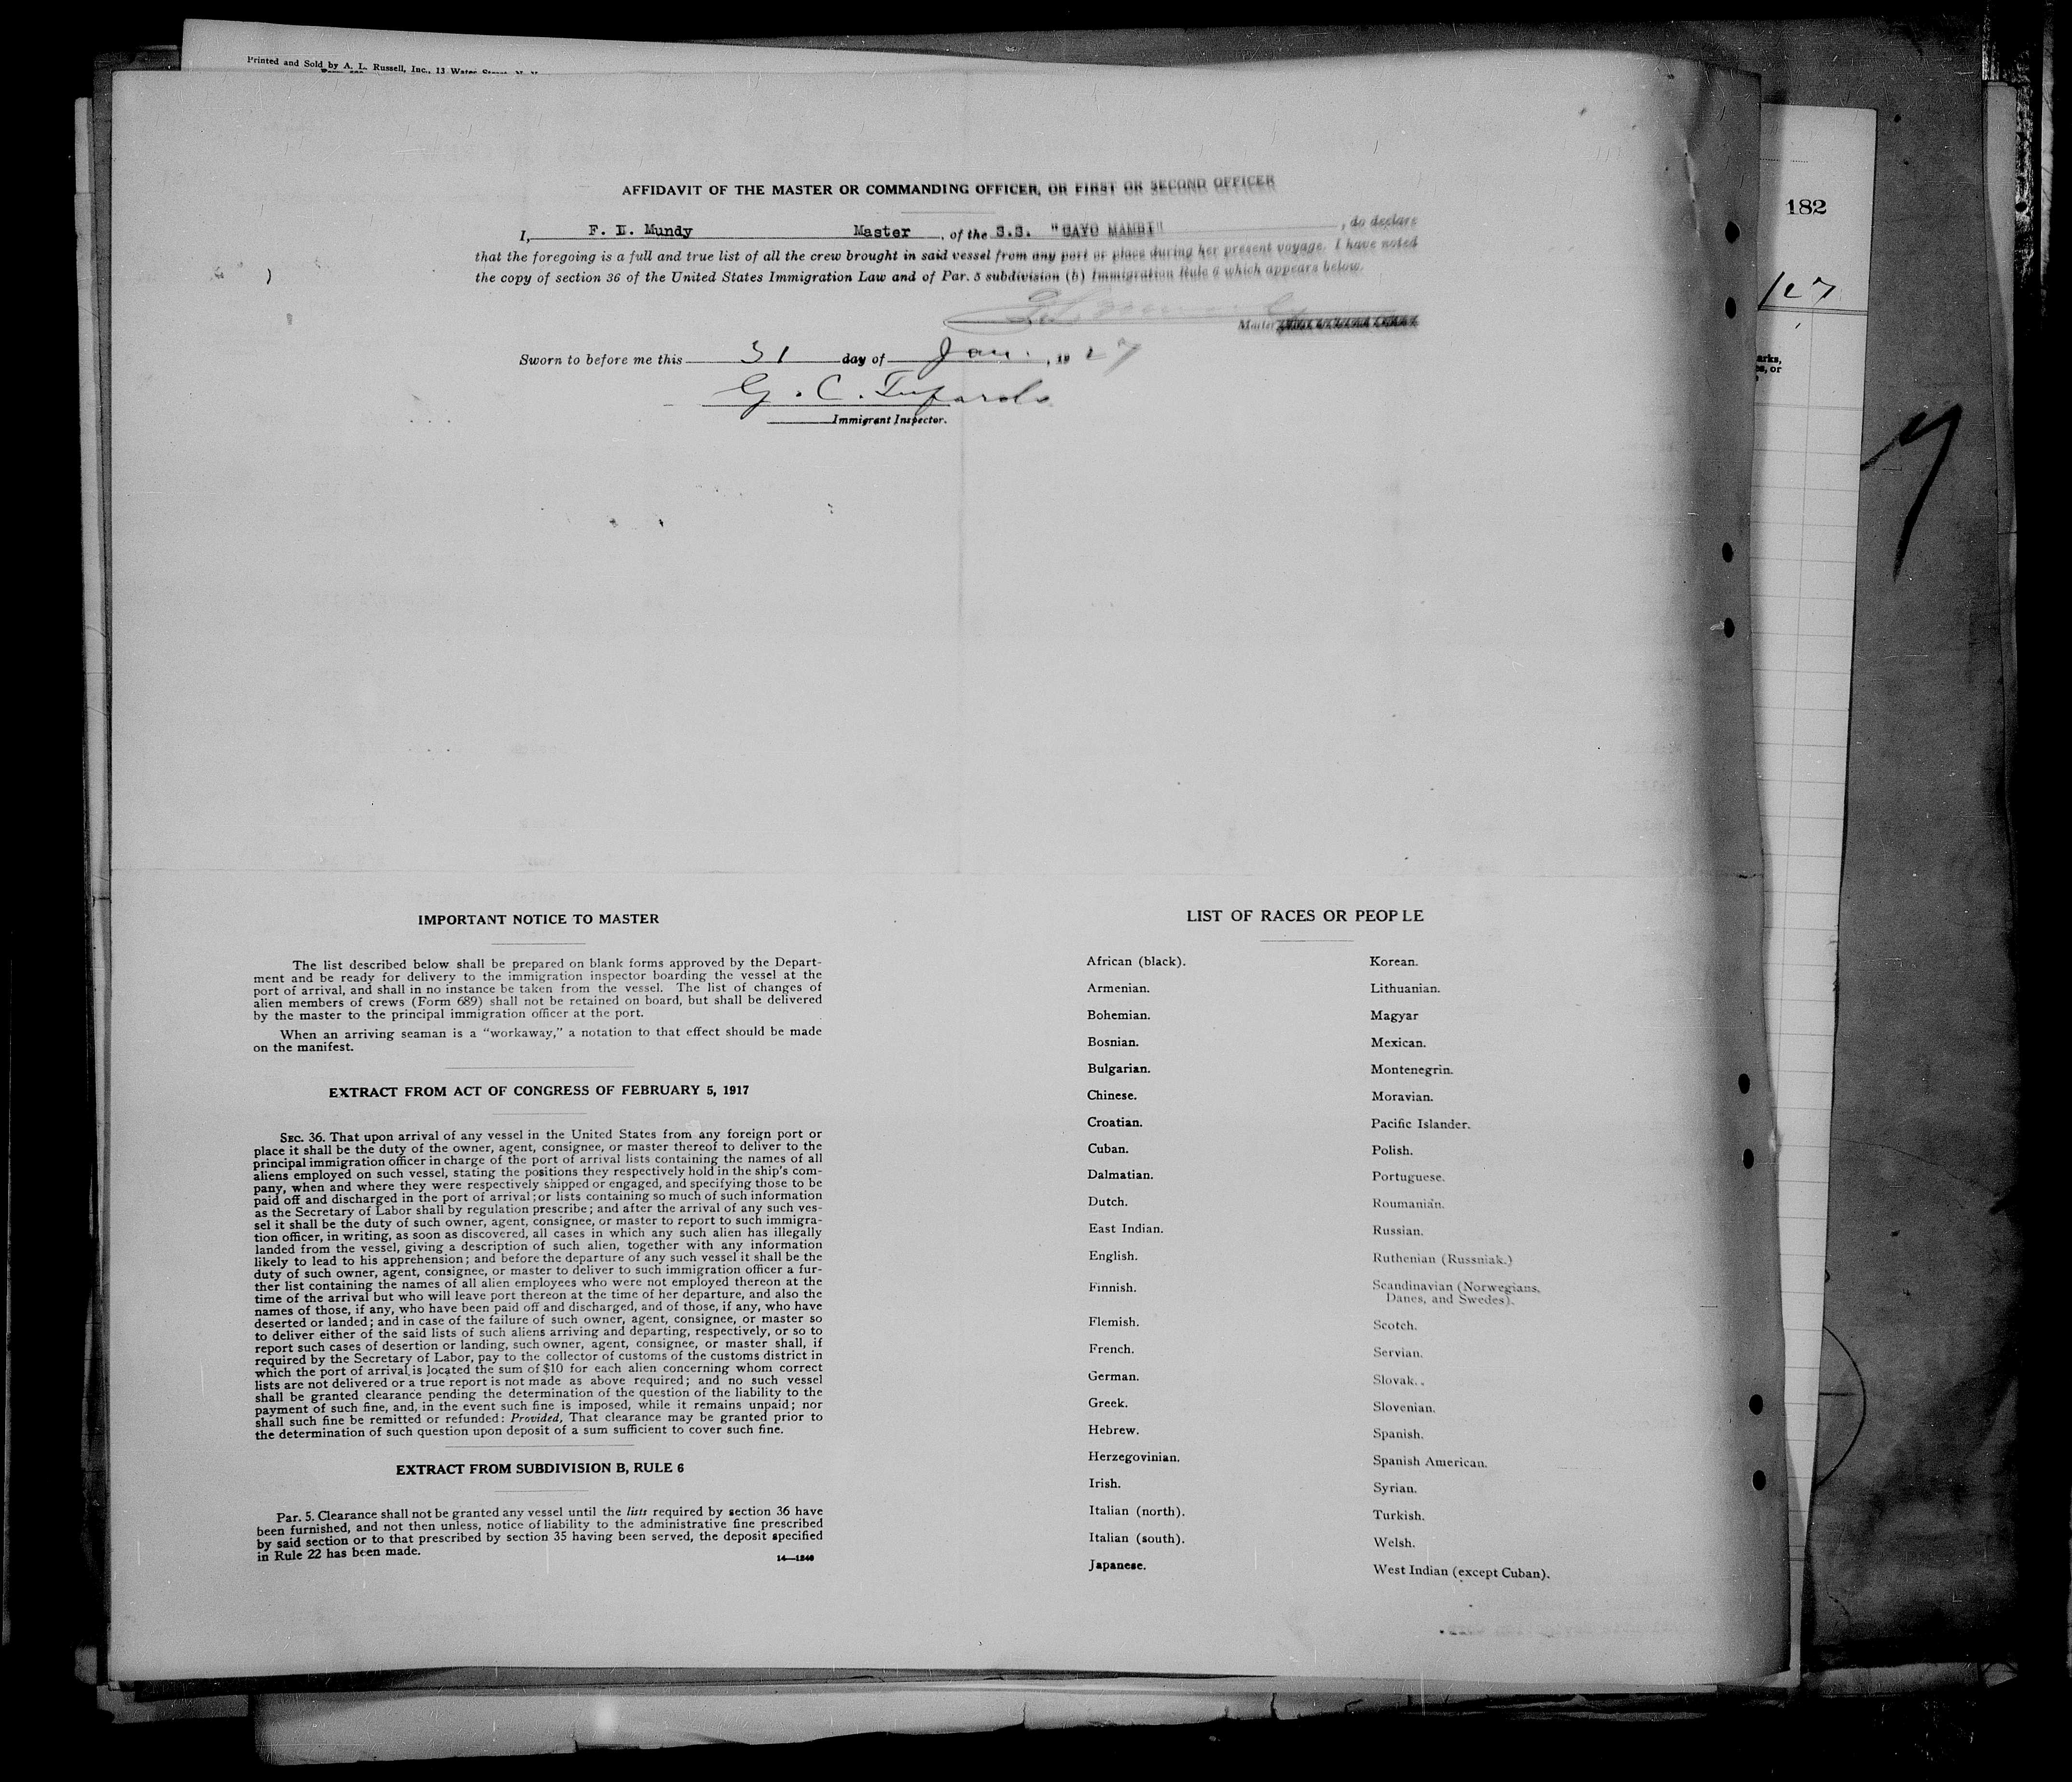 Printed and Sold by A. L. Russell, Inc., 13 Water Street, N. Y.
182
127
arks,
es, or
AFFIDAVIT OF THE MASTER OR COMMANDING OFFICER, OR FIRST OR SECOND OFFICER
I, F. L. Mundy Master, of the S.S. "CAYO MAMBI", do declare
that the foregoing is a full and true list of all the crew brought in said vessel from any port or place during her present voyage. I have noted
the copy of section 36 of the United States Immigration Law and of Par. 5 subdivision (b) Immigration Rule 6 which appears below.
Master
Sworn to before me this 31 day of Jan., 1927
G. C.
Immigrant Inspector.
IMPORTANT NOTICE TO MASTER
The list described below shall be prepared on blank forms approved by the Depart-
ment and be ready for delivery to the immigration inspector boarding the vessel at the
port of arrival, and shall in no instance be taken from the vessel. The list of changes of
alien members of crews (Form 689) shall not be retained on board, but shall be delivered
by the master to the principal immigration officer at the port.
When an arriving seaman is a "workaway," a notation to that effect should be made
on the manifest.
EXTRACT FROM ACT OF CONGRESS OF FEBRUARY 5, 1917
SEC. 36. That upon arrival of any vessel in the United States from any foreign port or
place it shall be the duty of the owner, agent, consignee, or master thereof to deliver to the
principal immigration officer in charge of the port of arrival lists containing the names of all
aliens employed on such vessel, stating the positions they respectively hold in the ship's com-
pany, when and where they were respectively shipped or engaged, and specifying those to be
paid off and discharged in the port of arrival; or lists containing so much of such information
as the Secretary of Labor shall by regulation prescribe; and after the arrival of any such ves-
sel it shall be the duty of such owner, agent, consignee, or master to report to such immigra-
tion officer, in writing, as soon as discovered, all cases in which any such alien has illegally
landed from the vessel, giving a description of such alien, together with any information
likely to lead to his apprehension; and before the departure of any such vessel it shall be the
duty of such owner, agent, consignee, or master to deliver to such immigration officer a fur-
ther list containing the names of all alien employees who were not employed thereon at the
time of the arrival but who will leave port thereon at the time of her departure, and also the
names of those, if any, who have been paid off and discharged, and of those, if any, who have
deserted or landed; and in case of the failure of such owner, agent, consignee, or master so
to deliver either of the said lists of such aliens arriving and departing, respectively, or so to
report such cases of desertion or landing, such owner, agent, consignee, or master shall, if
required by the Secretary of Labor, pay to the collector of customs of the customs district in
which the port of arrival is located the sum of $10 for each alien concerning whom correct
lists are not delivered or a true report is not made as above required; and no such vessel
shall be granted clearance pending the determination of the question of the liability to the
payment of such fine, and, in the event such fine is imposed, while it remains unpaid; nor
shall such fine be remitted or refunded: Provided, That clearance may be granted prior to
the determination of such question upon deposit of a sum sufficient to cover such fine.
EXTRACT FROM SUBDIVISION B, RULE 6
Par. 5. Clearance shall not be granted any vessel until the lists required by section 36 have
been furnished, and not then unless, notice of liability to the administrative fine prescribed
by said section or to that prescribed by section 35 having been served, the deposit specified
in Rule 22 has been made.
14—1240
LIST OF RACES OR PEOPLE
African (black).
Armenian.
Bohemian.
Bosnian.
Bulgarian.
Chinese.
Croatian.
Cuban.
Dalmatian.
Dutch.
East Indian.
English.
Finnish.
Flemish.
French.
German.
Greek.
Hebrew.
Herzegovinian.
Irish.
Italian (north).
Italian (south).
Japanese.
Korean.
Lithuanian.
Magyar
Mexican.
Montenegrin.
Moravian.
Pacific Islander.
Polish.
Portuguese.
Roumanian.
Russian.
Ruthenian (Russniak.)
Scandinavian (Norwegians,
Danes, and Swedes).
Scotch.
Servian.
Slovak.
Slovenian.
Spanish.
Spanish American.
Syrian.
Turkish.
Welsh.
West Indian (except Cuban).